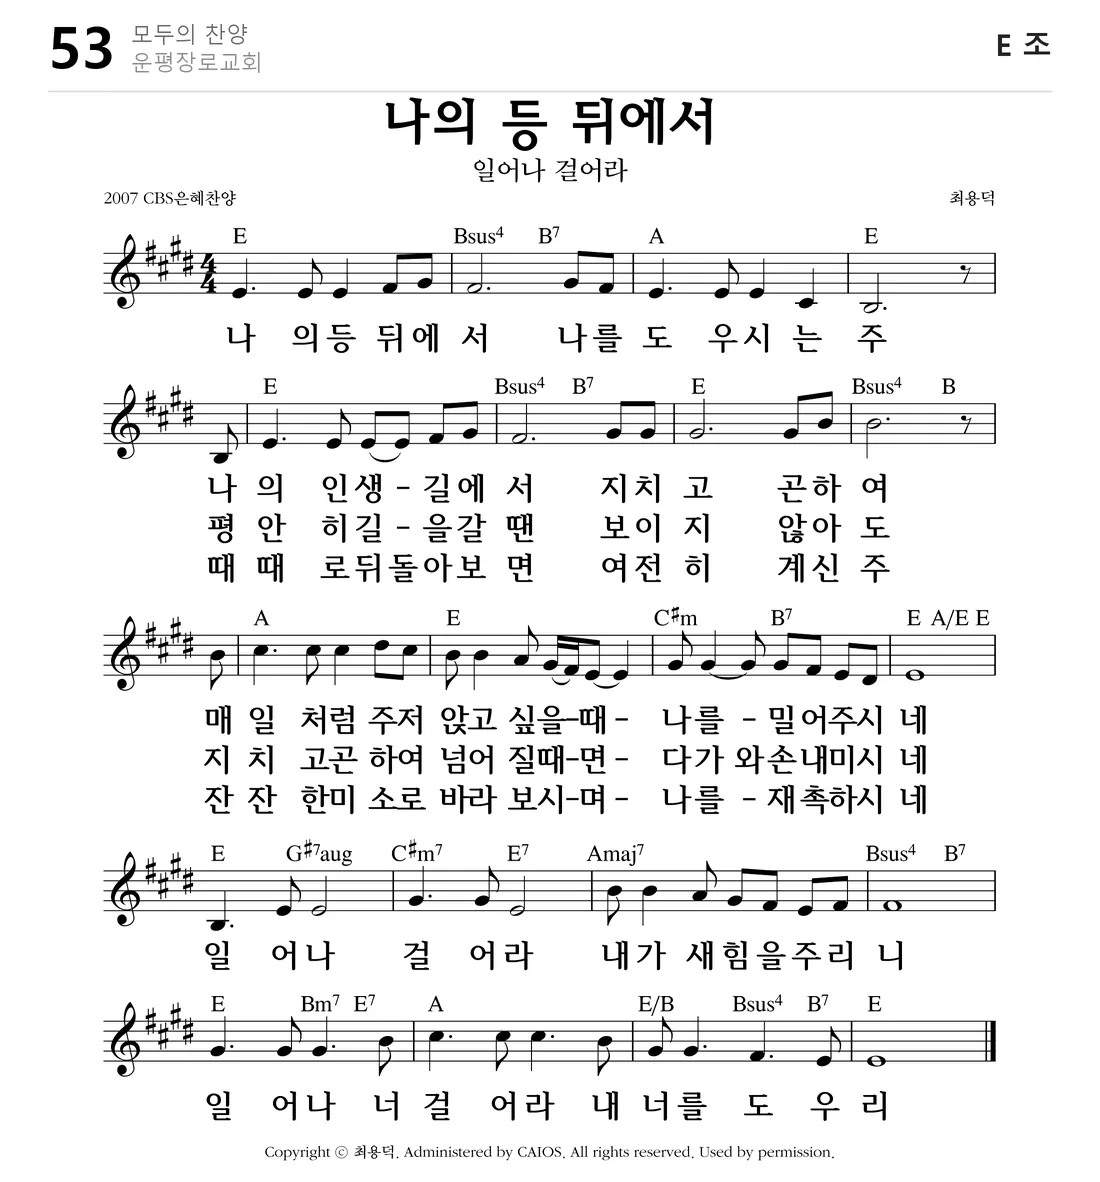 53
모두의 찬양
운평장로교회
E 조
나의 등 뒤에서
일어나 걸어라
2007 CBS은혜찬양
최용덕
E Bsus4 B7 A E
나 의등 뒤에 서 나를 도 우시 는 주
E Bsus4 B7 E Bsus4 B
나 의 인생 - 길에 서 지치 고 곤하 여
평 안 히길 - 을갈 땐 보이 지 않아 도
때 때 로뒤돌아보 면 여전 히 계신 주
A E C#m B7 E A/E E
매 일 처럼 주저 앉고 싶을-때 - 나를 - 밀어주시 네
지 치 고곤 하여 넘어 질때-면 - 다가 와손내미시 네
잔 잔 한미 소로 바라 보시-며 - 나를 - 재촉하시 네
E G#7aug C#m7 E7 Amaj7 Bsus4 B7
일 어나 걸 어라 내가 새힘을주리 니
E Bm7 E7 A E/B Bsus4 B7 E
일 어나 너 걸 어라 내 너를 도 우 리
Copyright ⓒ 최용덕. Administered by CAIOS. All rights reserved. Used by permission.